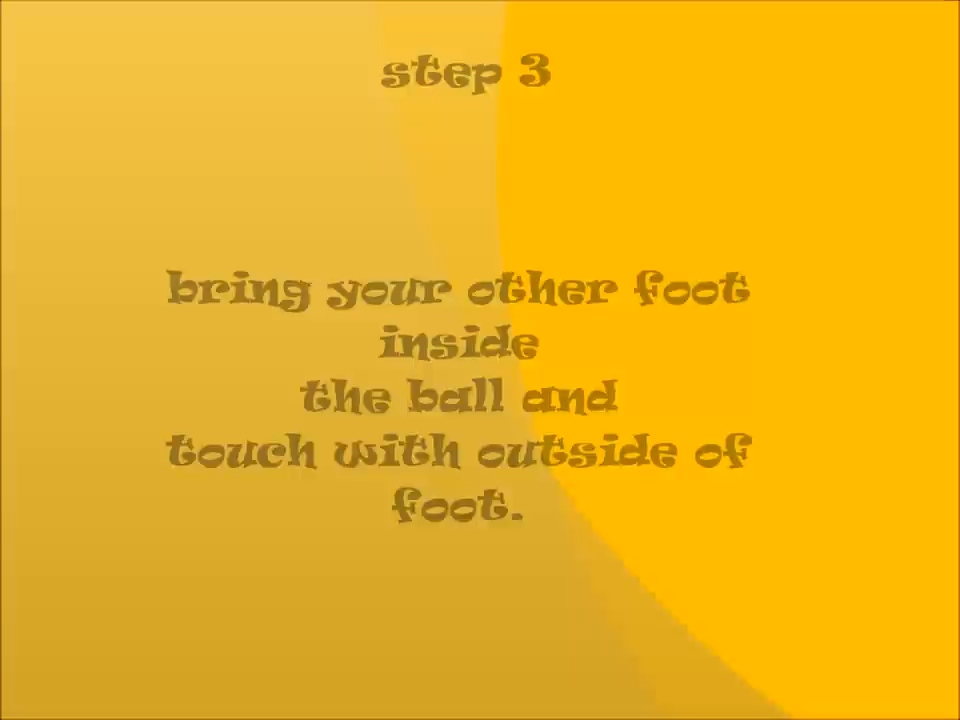 step 3
bring your other foot
inside
the ball and
touch with outside of
foot.